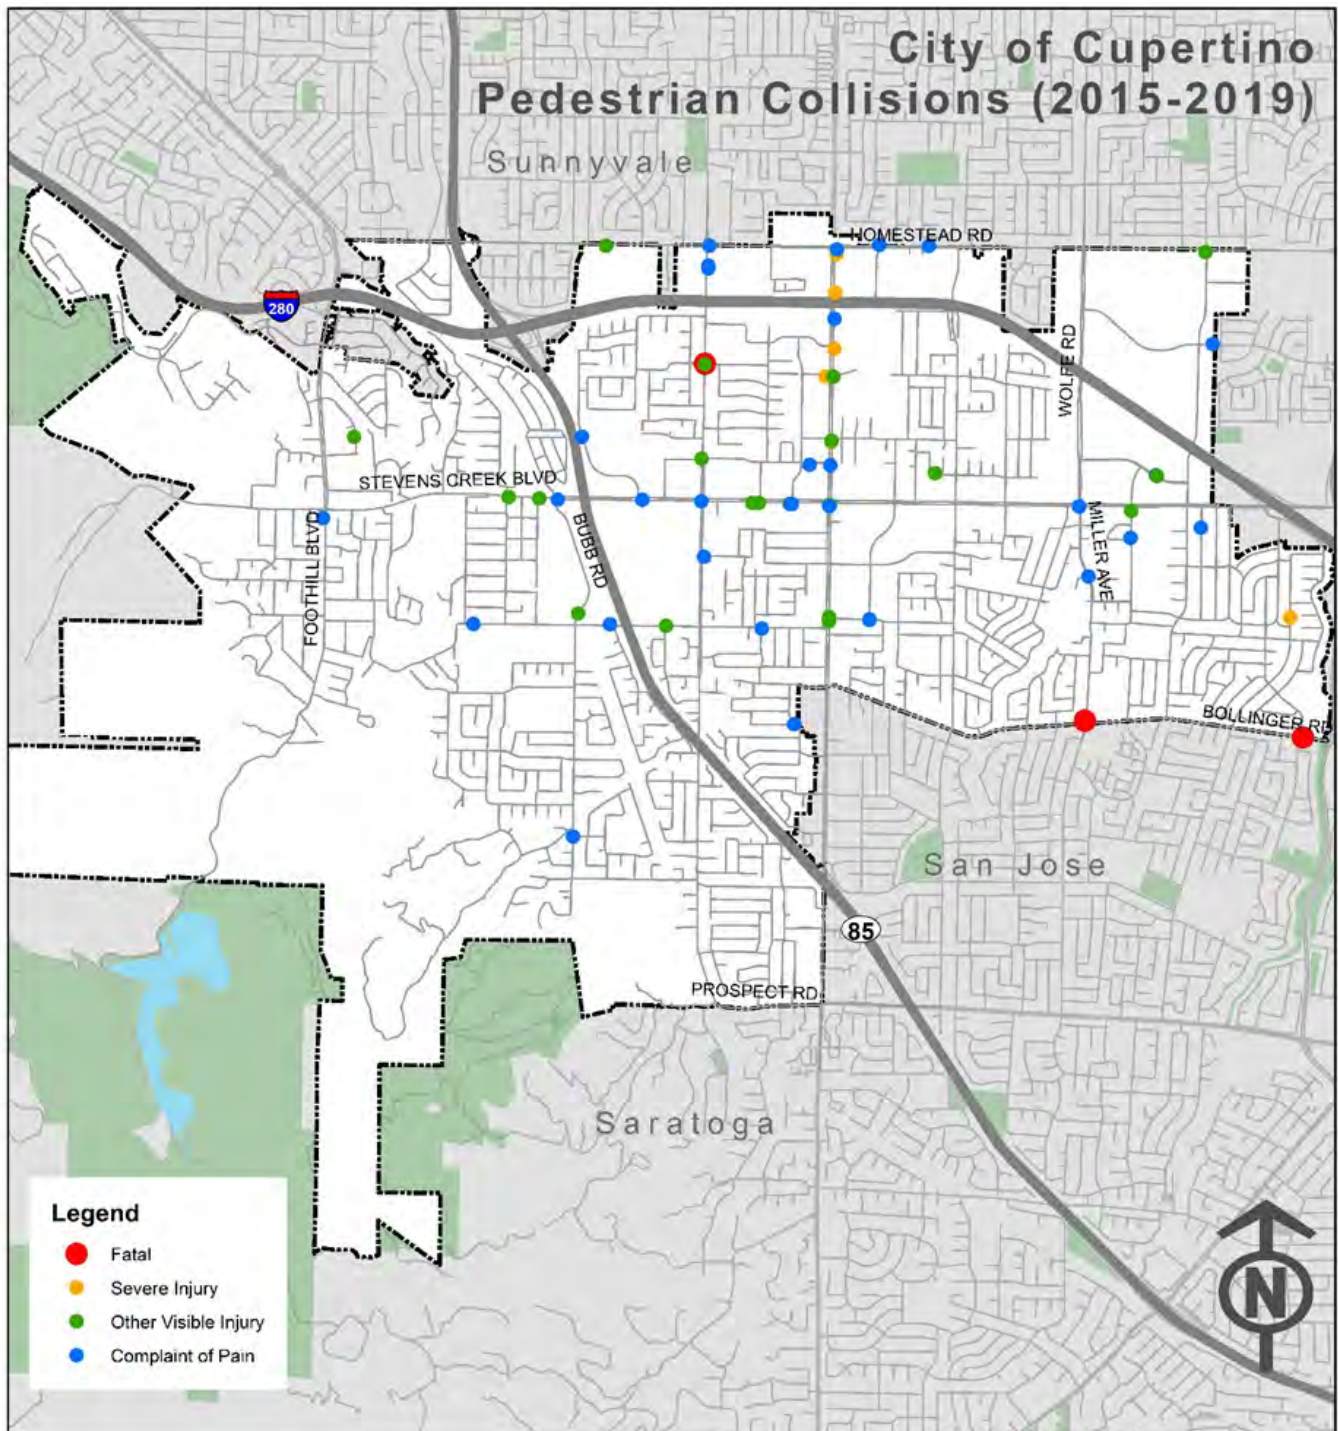 City of Cupertino
Pedestrian Collisions (2015-2019)
Sunnyvale
HOMESTEAD RD
280
WOLFE RD
STEVENS CREEK BLVD
FOOTHILL BLVD
BUBB RD
MILLER AVE
BOLLINGER RD
San Jose
85
PROSPECT RD
Saratoga
Legend
Fatal
Severe Injury
Other Visible Injury
Complaint of Pain
N